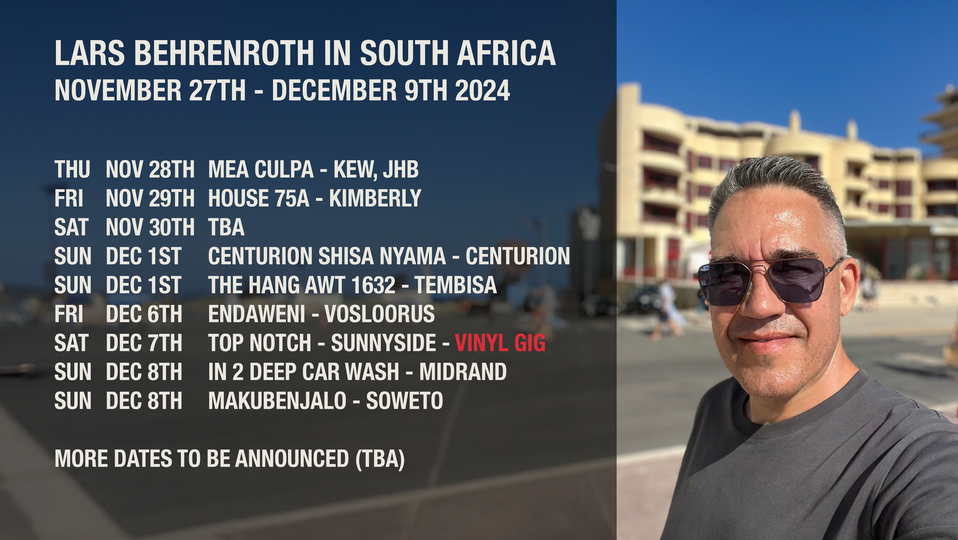 LARS BEHRENROTH IN SOUTH AFRICA
NOVEMBER 27TH - DECEMBER 9TH 2024
THU NOV 28TH MEA CULPA - KEW, JHB
FRI NOV 29TH HOUSE 75A - KIMBERLY
SAT NOV 30TH TBA
SUN DEC 1ST CENTURION SHISA NYAMA - CENTURION
SUN DEC 1ST THE HANG AWT 1632 - TEMBISA
FRI DEC 6TH ENDAWENI - VOSLOORUS
SAT DEC 7TH TOP NOTCH - SUNNYSIDE - VINYL GIG
SUN DEC 8TH IN 2 DEEP CAR WASH - MIDRAND
SUN DEC 8TH MAKUBENJALO - SOWETO
MORE DATES TO BE ANNOUNCED (TBA)